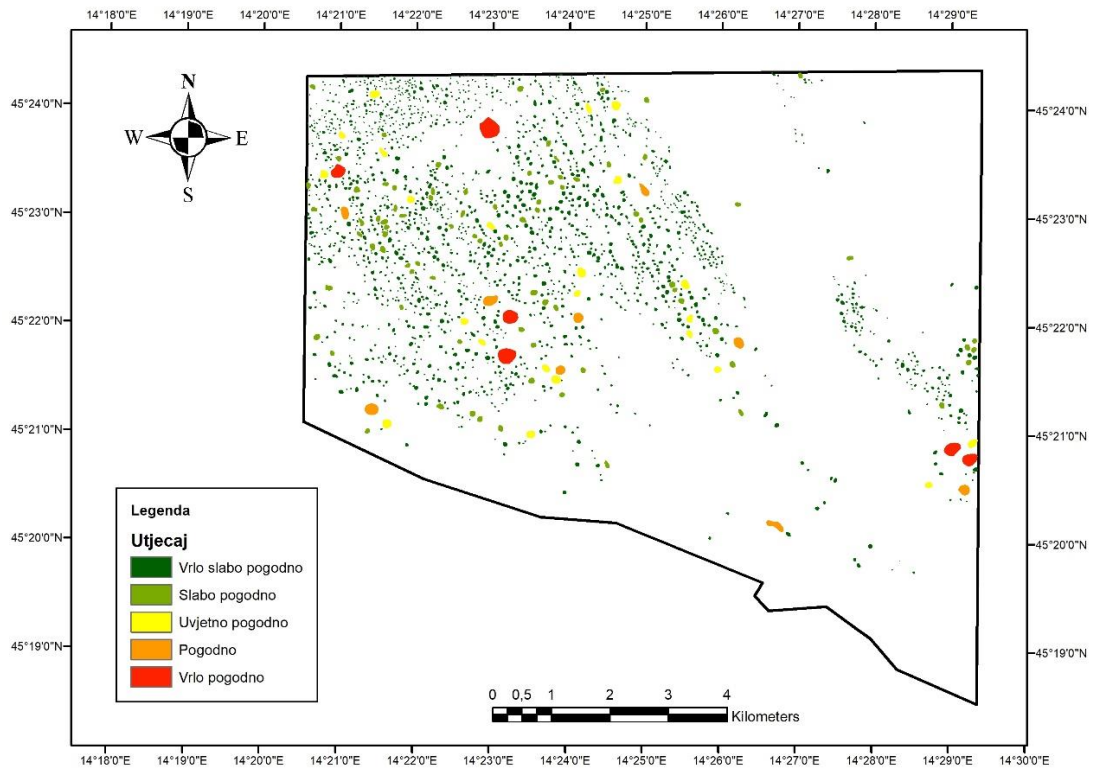 14°18'0"E 14°19'0"E 14°20'0"E 14°21'0"E 14°22'0"E 14°23'0"E 14°24'0"E 14°25'0"E 14°26'0"E 14°27'0"E 14°28'0"E 14°29'0"E
N
W E
S
45°24'0"N 45°24'0"N
45°23'0"N 45°23'0"N
45°22'0"N 45°22'0"N
45°21'0"N 45°21'0"N
45°20'0"N 45°20'0"N
45°19'0"N 45°19'0"N
Legenda
Utjecaj
Vrlo slabo pogodno
Slabo pogodno
Uvjetno pogodno
Pogodno
Vrlo pogodno
0 0,5 1 2 3 4
Kilometers
14°18'0"E 14°19'0"E 14°20'0"E 14°21'0"E 14°22'0"E 14°23'0"E 14°24'0"E 14°25'0"E 14°26'0"E 14°27'0"E 14°28'0"E 14°29'0"E 14°30'0"E